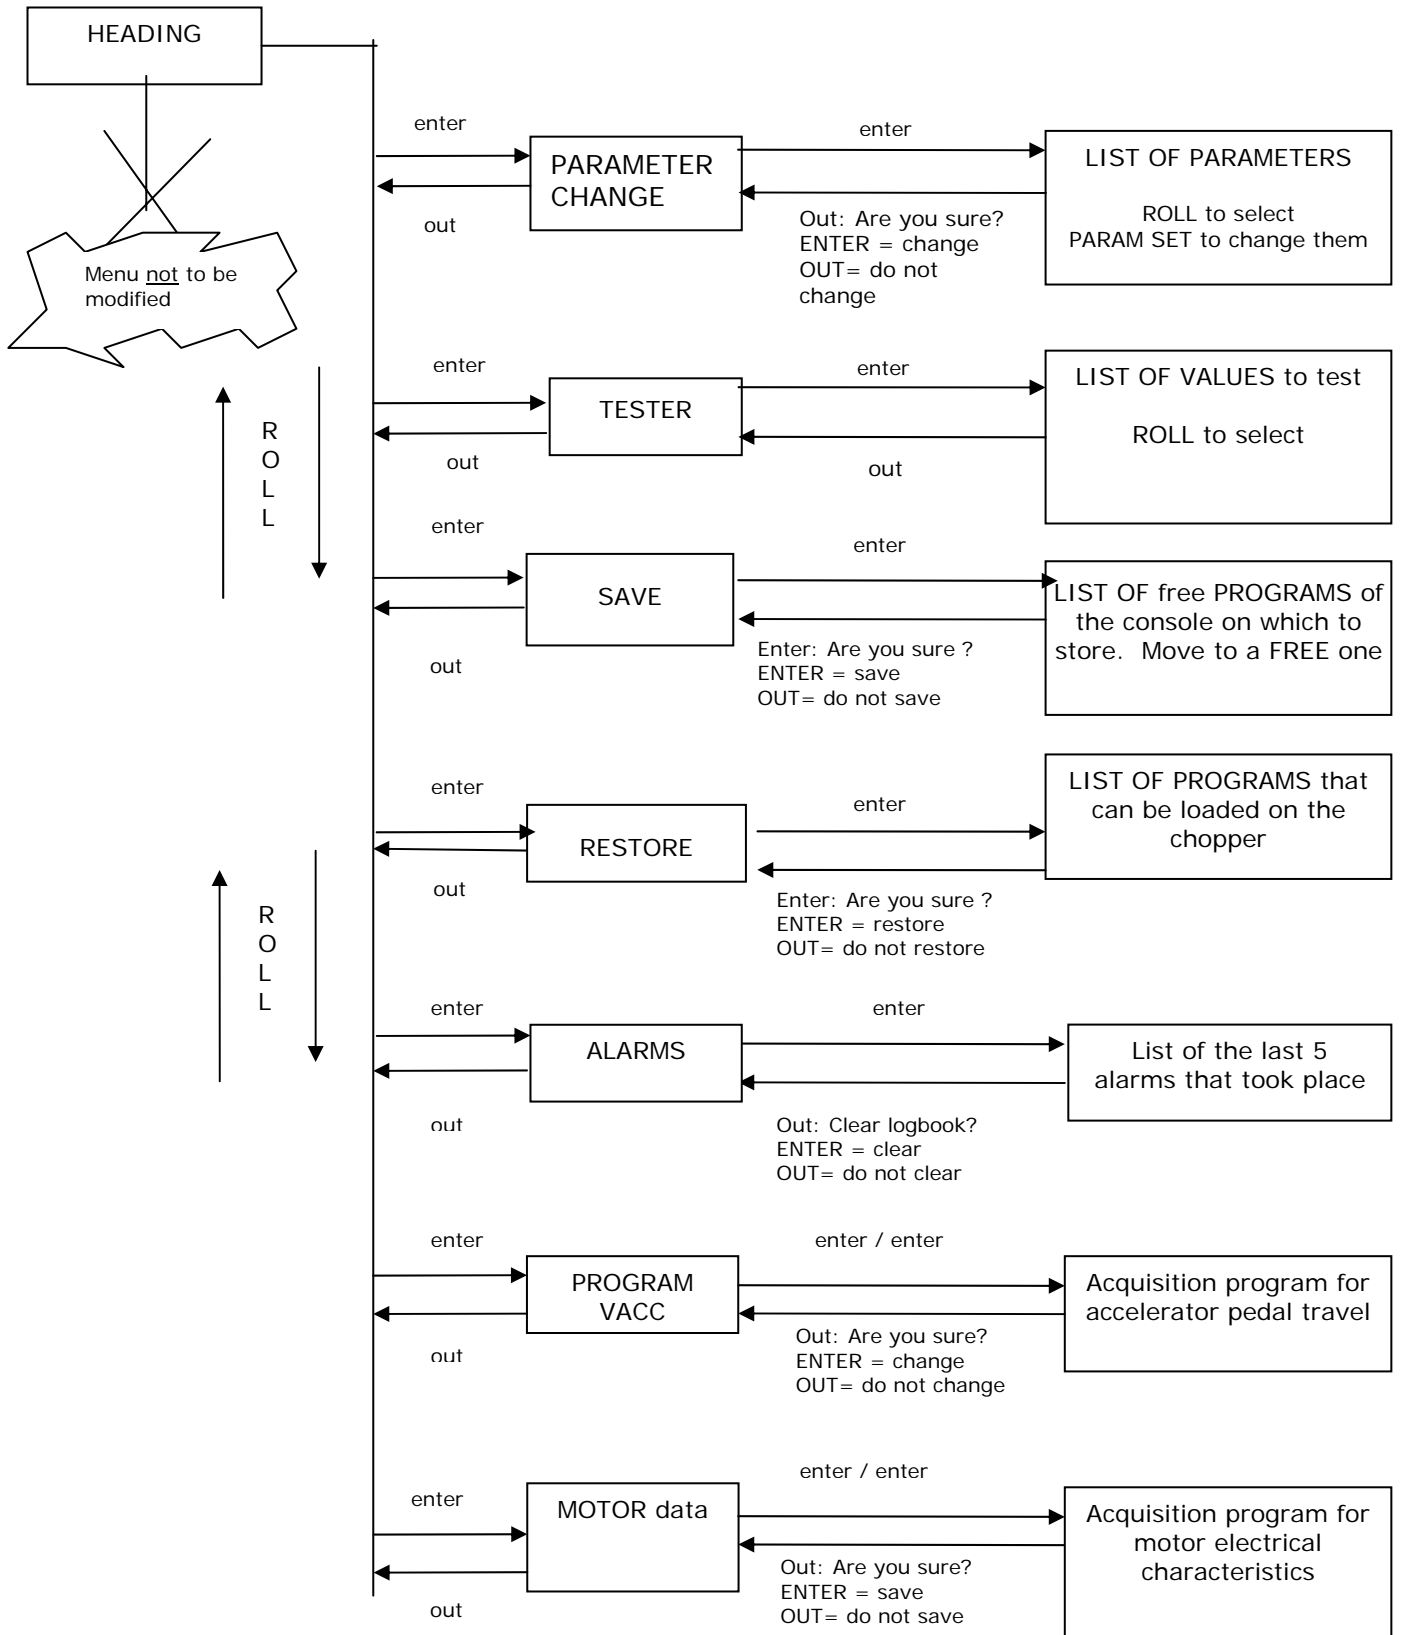 HEADING
Menu not to be
modified
enter
PARAMETER
CHANGE
out
enter
Out: Are you sure?
ENTER = change
OUT= do not
change
LIST OF PARAMETERS
ROLL to select
PARAM SET to change them
R
O
L
L
enter
TESTER
out
enter
out
LIST OF VALUES to test
ROLL to select
enter
SAVE
out
enter
Enter: Are you sure ?
ENTER = save
OUT= do not save
LIST OF free PROGRAMS of
the console on which to
store.  Move to a FREE one
enter
RESTORE
out
enter
Enter: Are you sure ?
ENTER = restore
OUT= do not restore
LIST OF PROGRAMS that
can be loaded on the
chopper
R
O
L
L
enter
ALARMS
out
enter
Out: Clear logbook?
ENTER = clear
OUT= do not clear
List of the last 5
alarms that took place
enter
PROGRAM
VACC
out
enter / enter
Out: Are you sure?
ENTER = change
OUT= do not change
Acquisition program for
accelerator pedal travel
enter
MOTOR data
out
enter / enter
Out: Are you sure?
ENTER = save
OUT= do not save
Acquisition program for
motor electrical
characteristics